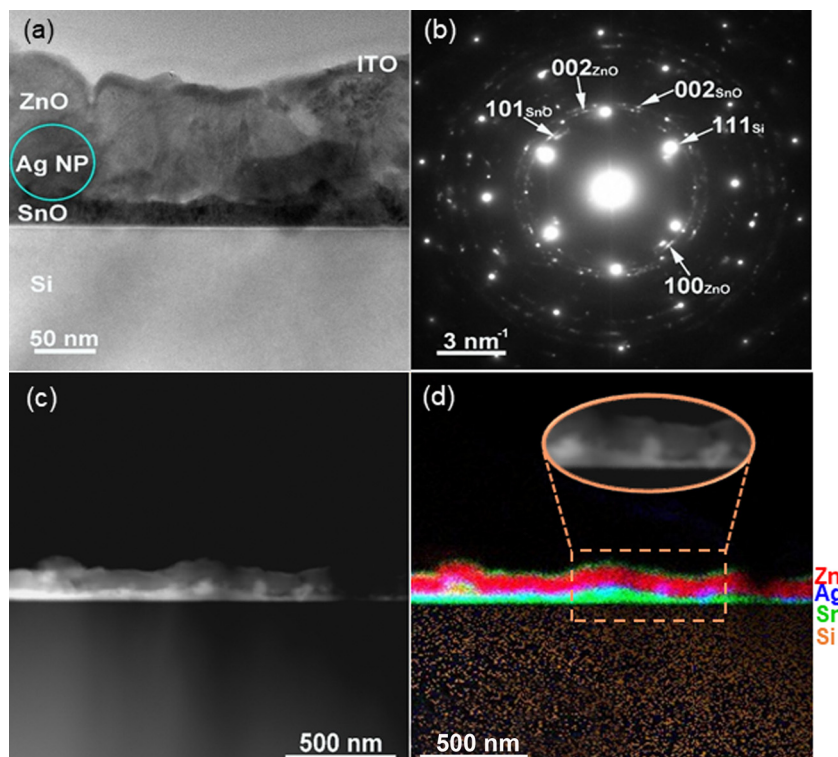 (a)
ITO
ZnO
Ag NP
SnO
Si
50 nm
(b)
002ZnO
002SnO
101SnO
111Si
100ZnO
3 nm-1
(c)
500 nm
(d)
Zn
Ag
Si
500 nm